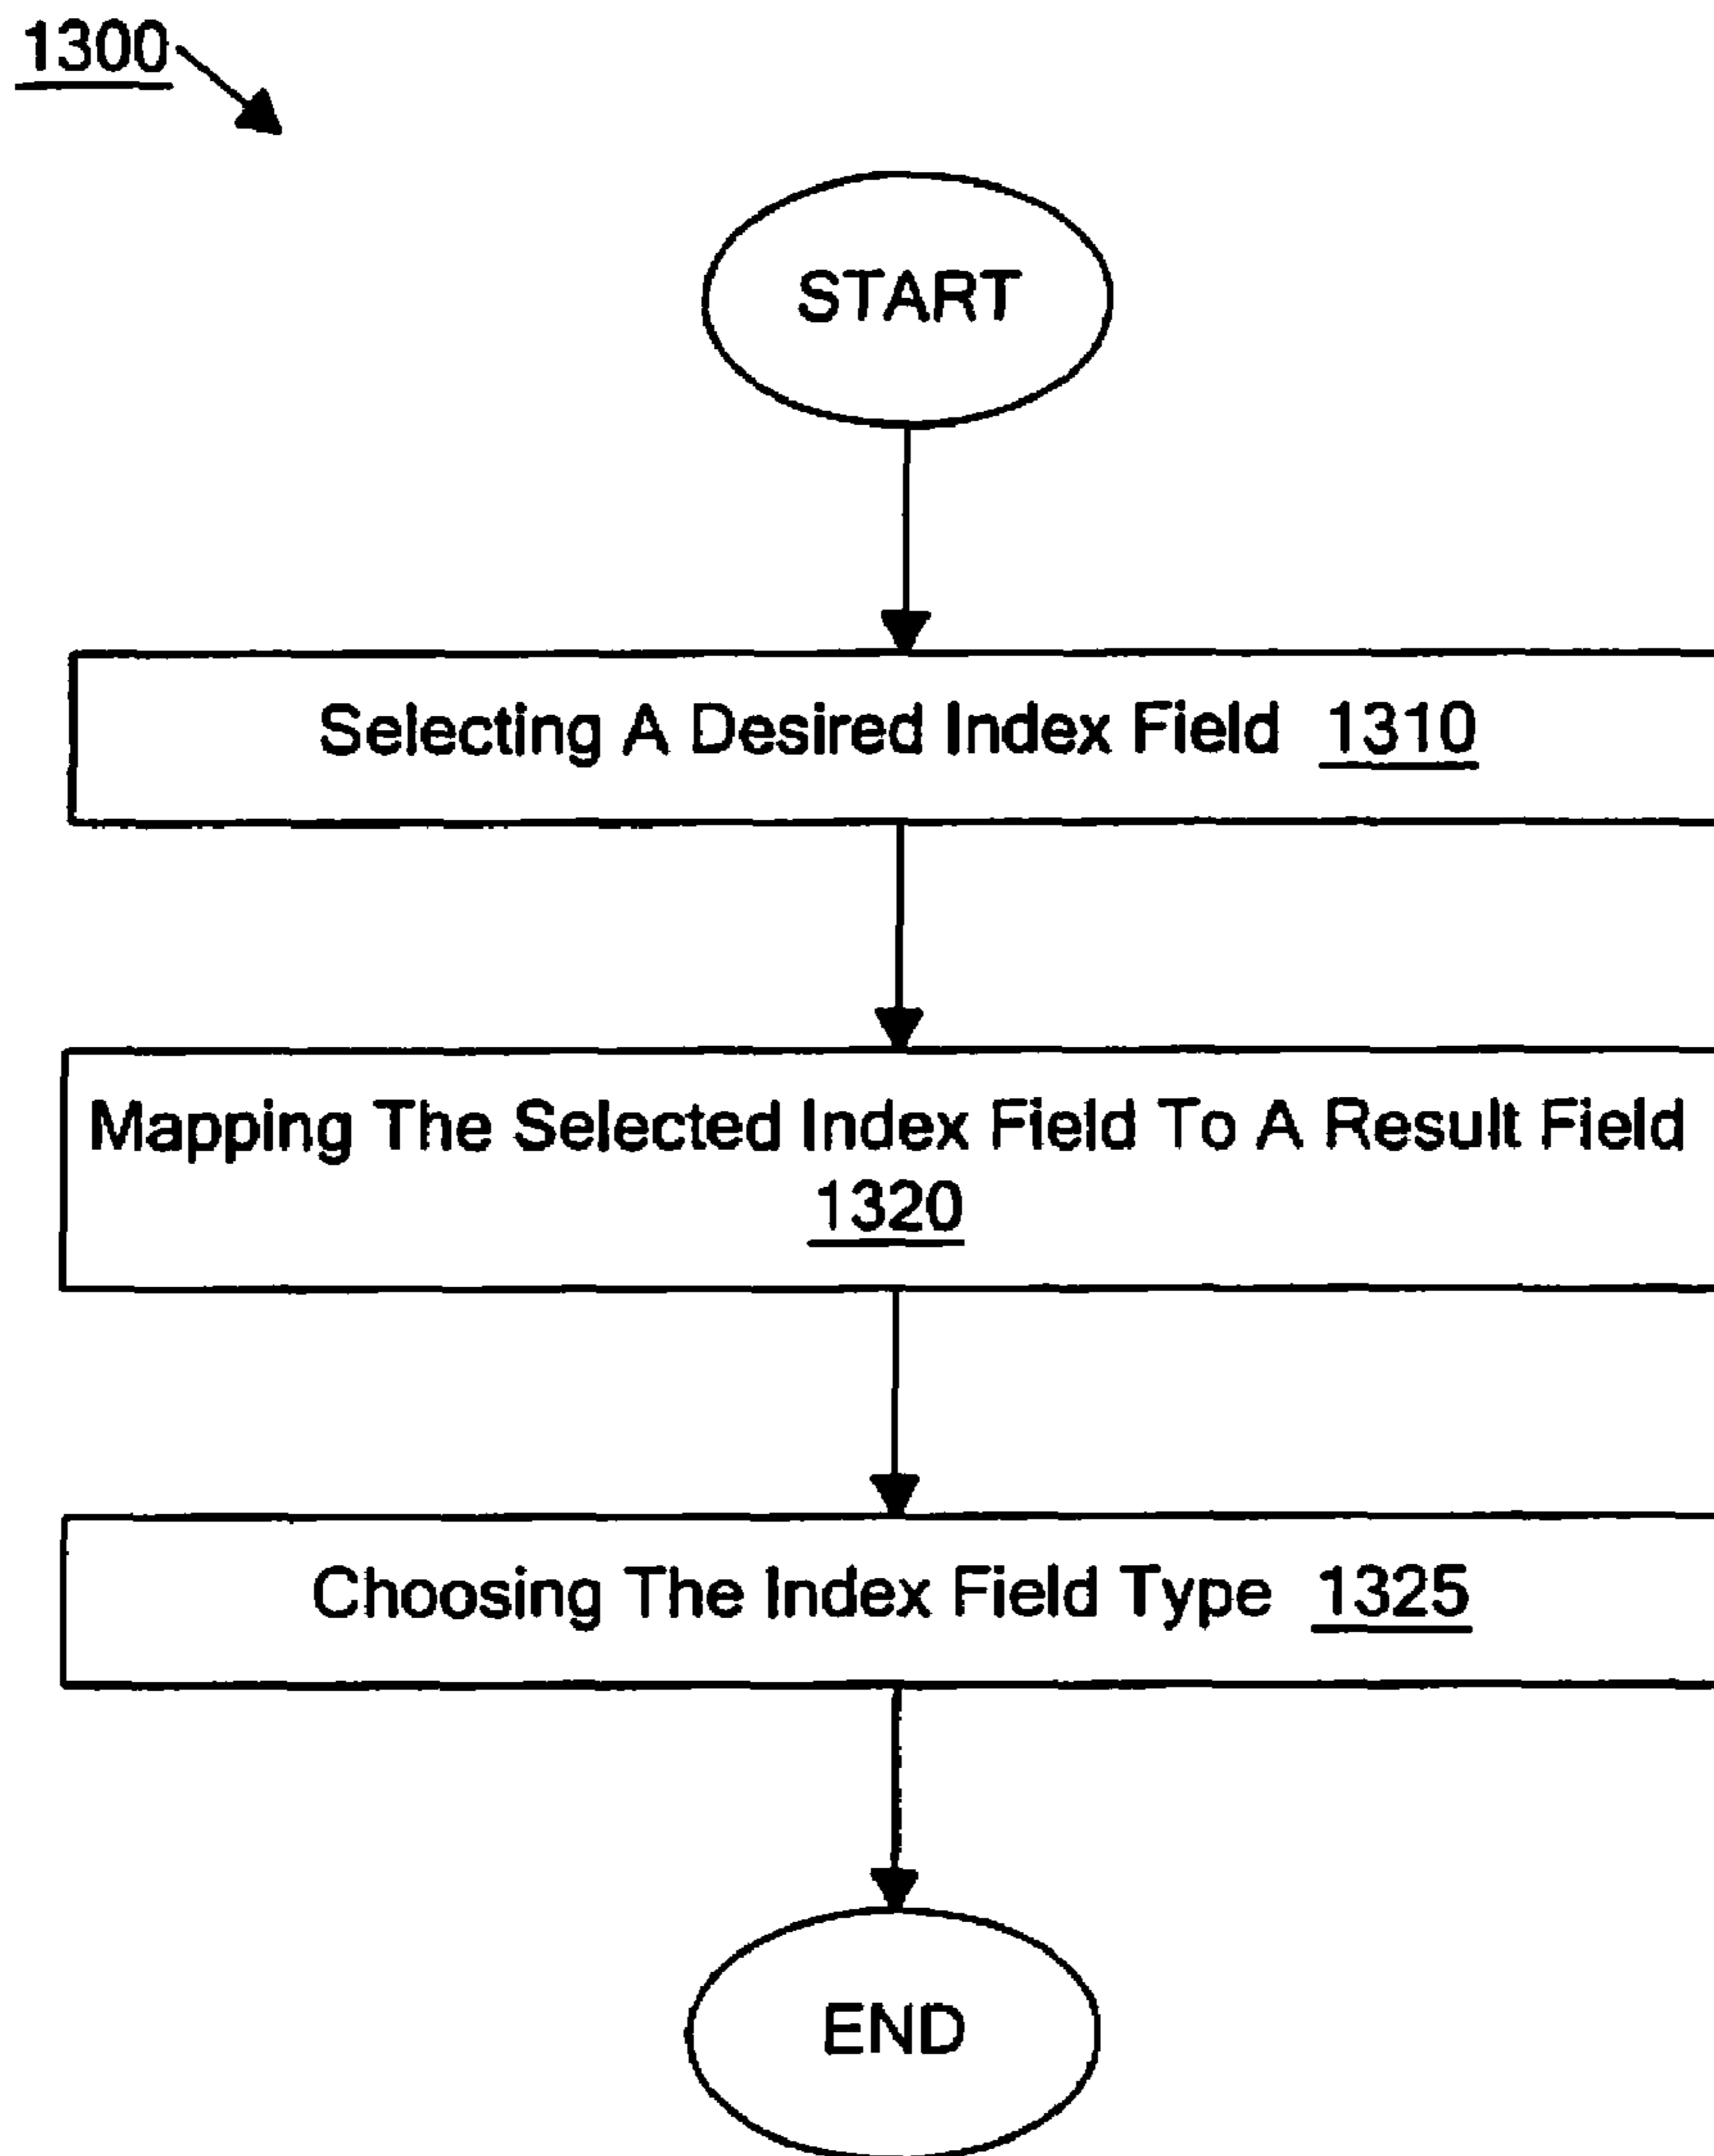 1300
START
Selecting A Desired Index Field 1310
Mapping The Selected Index Field To A Result Field
1320
Choosing The Index Field Type 1325
END